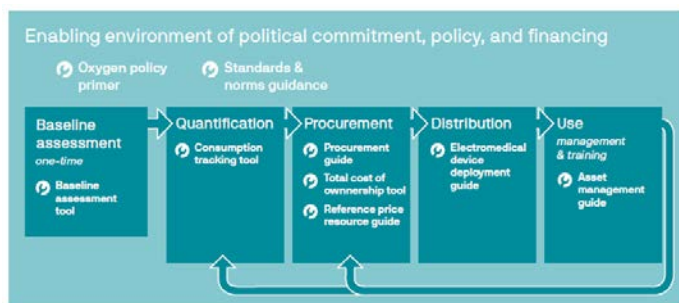 Enabling environment of political commitment, policy, and financing
Oxygen policy
primer
Standards &
norms guidance
Baseline
assessment
one-time
Baseline
assessment
tool
Quantification
Consumption
tracking tool
Procurement
Procurement
guide
Total cost of
ownnership tool
Reference price
resource guide
Distribution
Electromedical
device
deployment
guide
Use
management
& training
Asset
management
guide